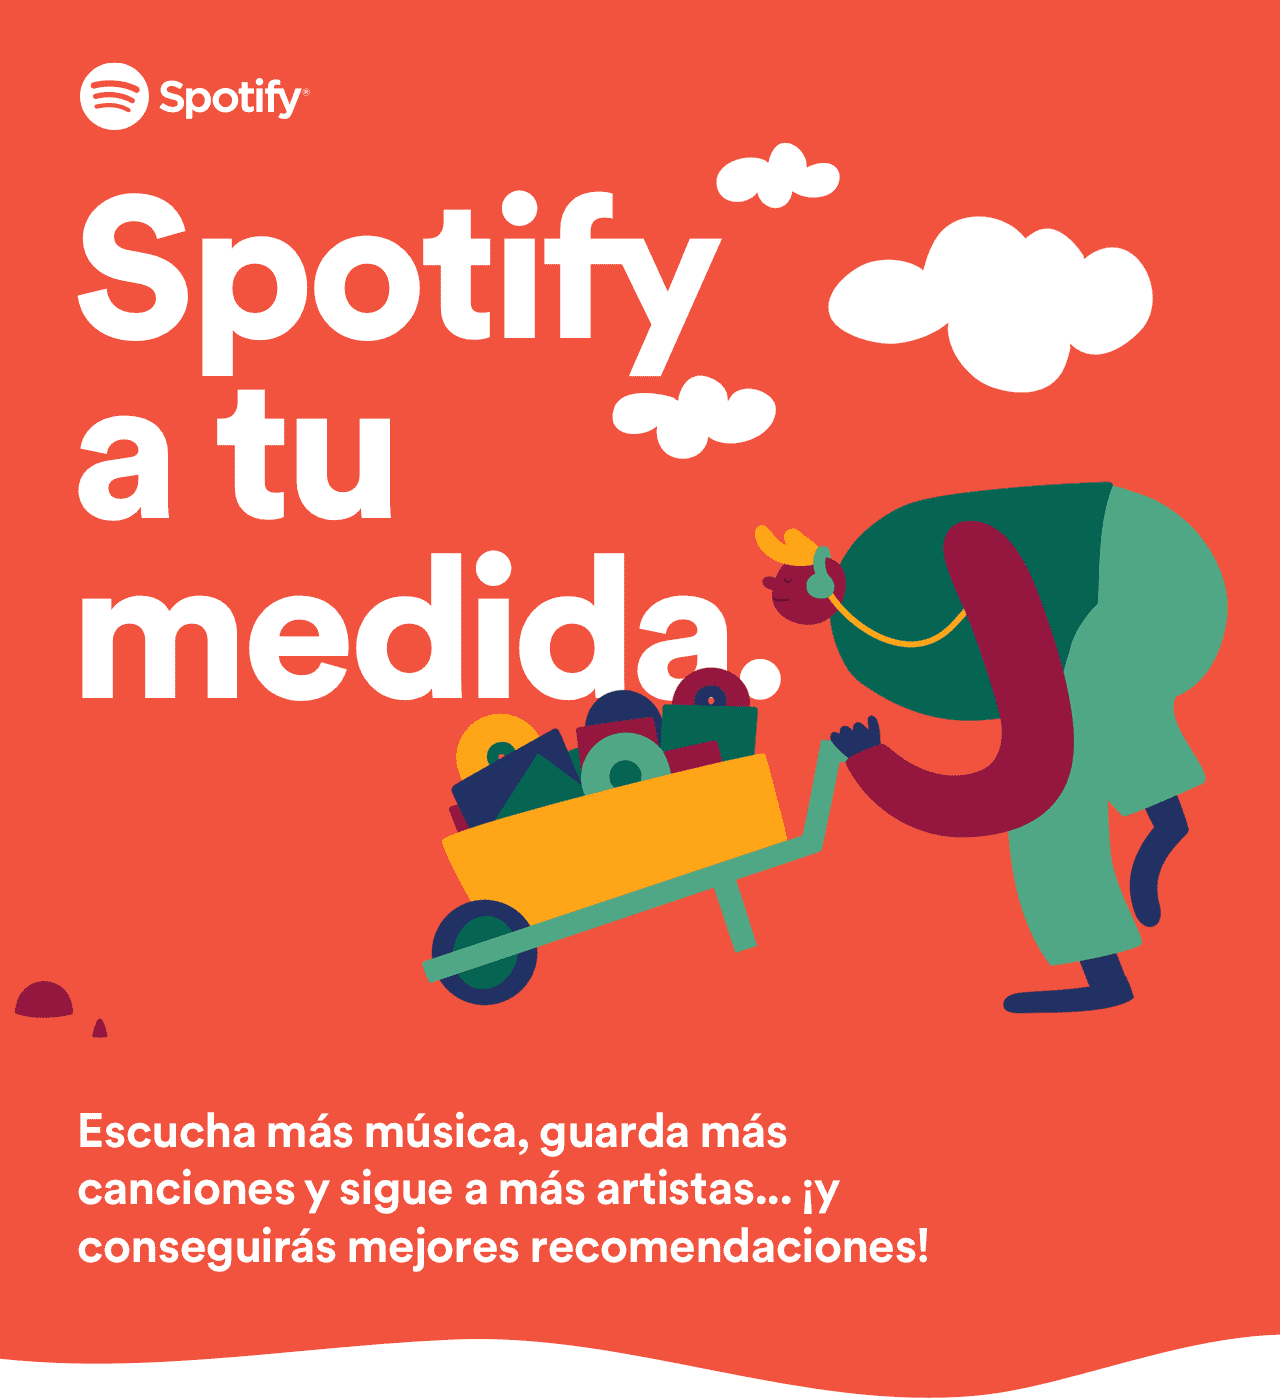 Spotify®
Spotify
a tu
medida.
Escucha más música, guarda más
canciones y sigue a más artistas... ¡y
conseguirás mejores recomendaciones!